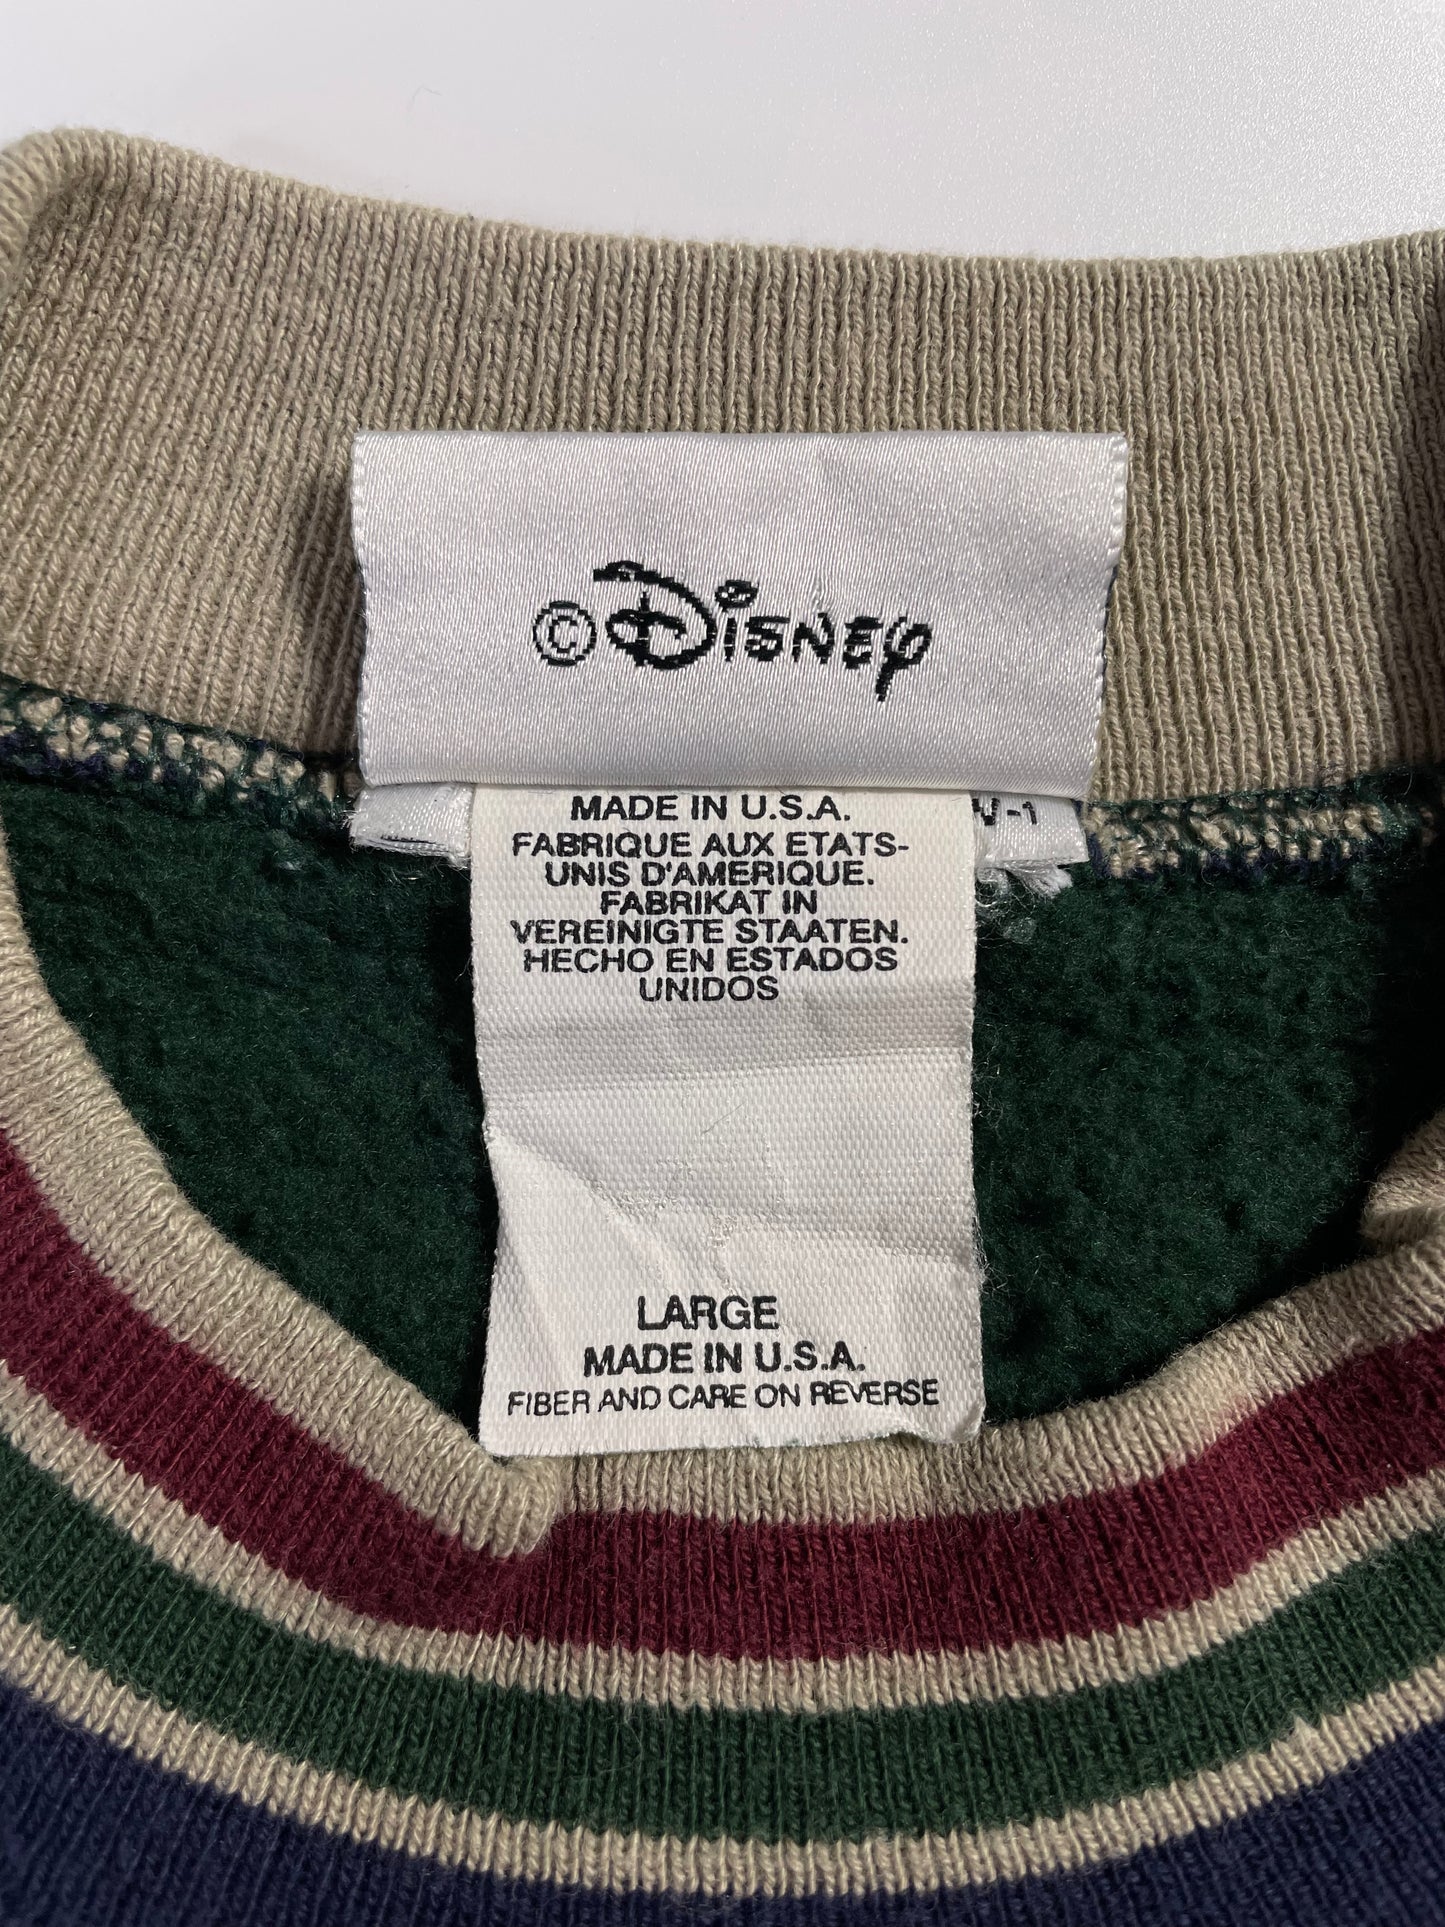 ©Disney
MADE IN U.S.A.
FABRIQUE AUX ETATS-
UNIS D'AMERIQUE.
FABRIKAT IN
VEREINIGTE STAATEN.
HECHO EN ESTADOS
UNIDOS
LARGE
MADE IN U.S.A.
FIBER AND CARE ON REVERSE